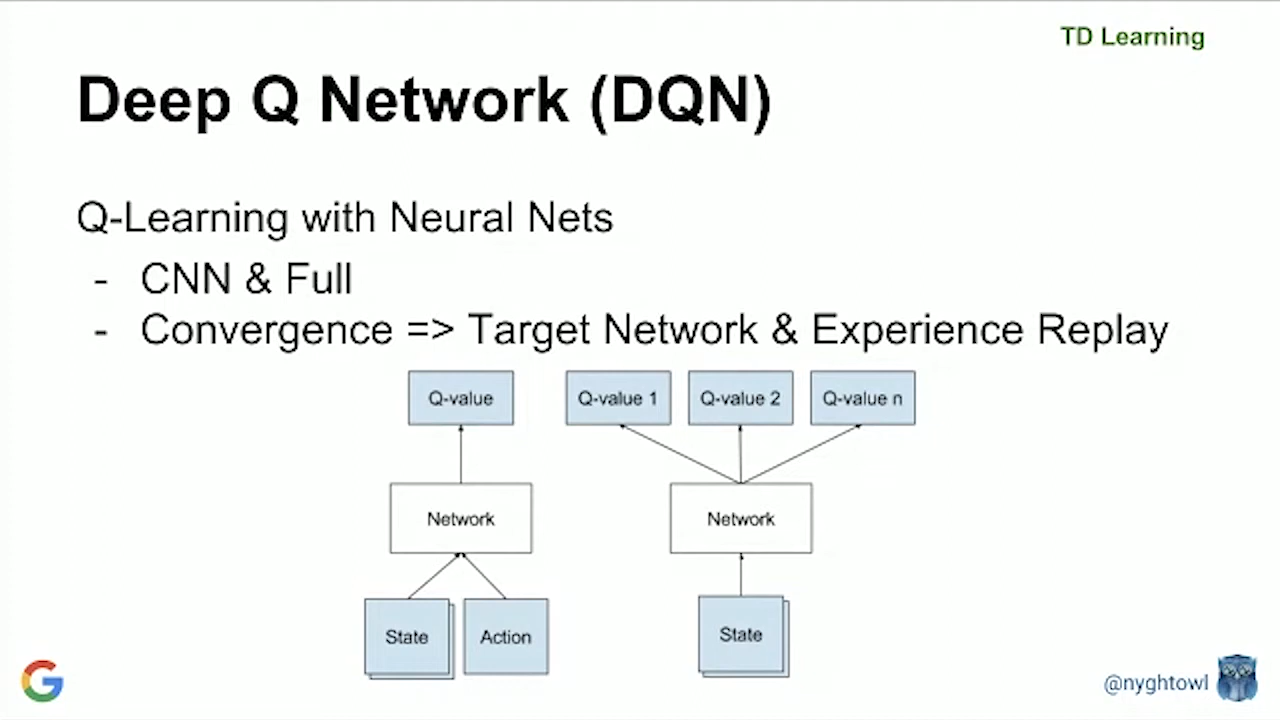 TD Learning
Deep Q Network (DQN)
Q-Learning with Neural Nets
- CNN & Full
- Convergence => Target Network & Experience Replay
Q-value
Q-value 1
Q-value 2
Q-value n
Network
Network
State
Action
State
@nyghtowl